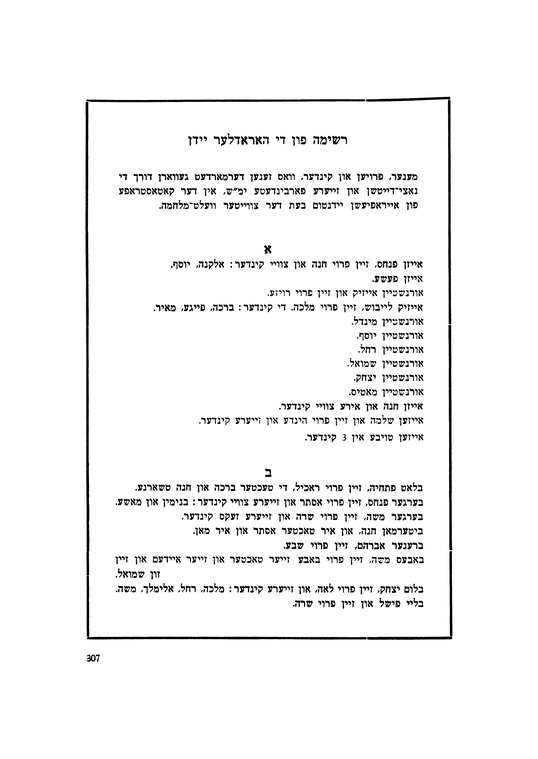 רשימה פון די האראדלער יידן
מענער, פרויען און קינדער, וואס זענען דערמארדעט געווארן דורך די
נאצי־דייטשן און זייערע פארבינדעטע ימ״ש, אין דער קאטאסטראפע
פון אייראפיעשן יידנטום בעת דער צווייטער וועלט־מלחמה.
א
אייזן פנחס, זיין פרוי חנה און צוויי קינדער: אלקנה, יוסף.
אייזן פעשע.
אורנשטיין אייזיק און זיין פרוי רויזע.
אייזיק לייבוש, זיין פרוי מלכה, די קינדער: ברכה, פייגע, מאיר.
אורנשטיין מינדל.
אורנשטיין יוסף.
אורנשטיין רחל.
אורנשטיין שמואל.
אורנשטיין יצחק.
אורנשטיין מאטיס.
אייזן חנה און אירע צוויי קינדער.
אייזען שלמה און זיין פרוי הינדע און זייערע קינדער.
אייזען טויבע אין 3 קינדער.
ב
בלאט פתחיה, זיין פרוי ראכיל, די טעכטער ברכה און חנה טשארנע.
בערגער פנחס, זיין פרוי אסתר און זייערע צוויי קינדער: בנימין און מאשע.
בערגער משה, זיין פרוי שרה און זייערע זעקס קינדער.
ביטערמאן חנה, און איר טאכטער אסתר און איר מאן.
ברענער אברהם, זיין פרוי שבע.
באבעס משה, זיין פרוי באבע זייער טאכטער און זייער איידעם און זיין
זון שמואל.
בלום יצחק, זיין פרוי לאה, און זייערע קינדער: מלכה, רחל, אלימלך, משה.
בליי פישל און זיין פרוי שרה.
307